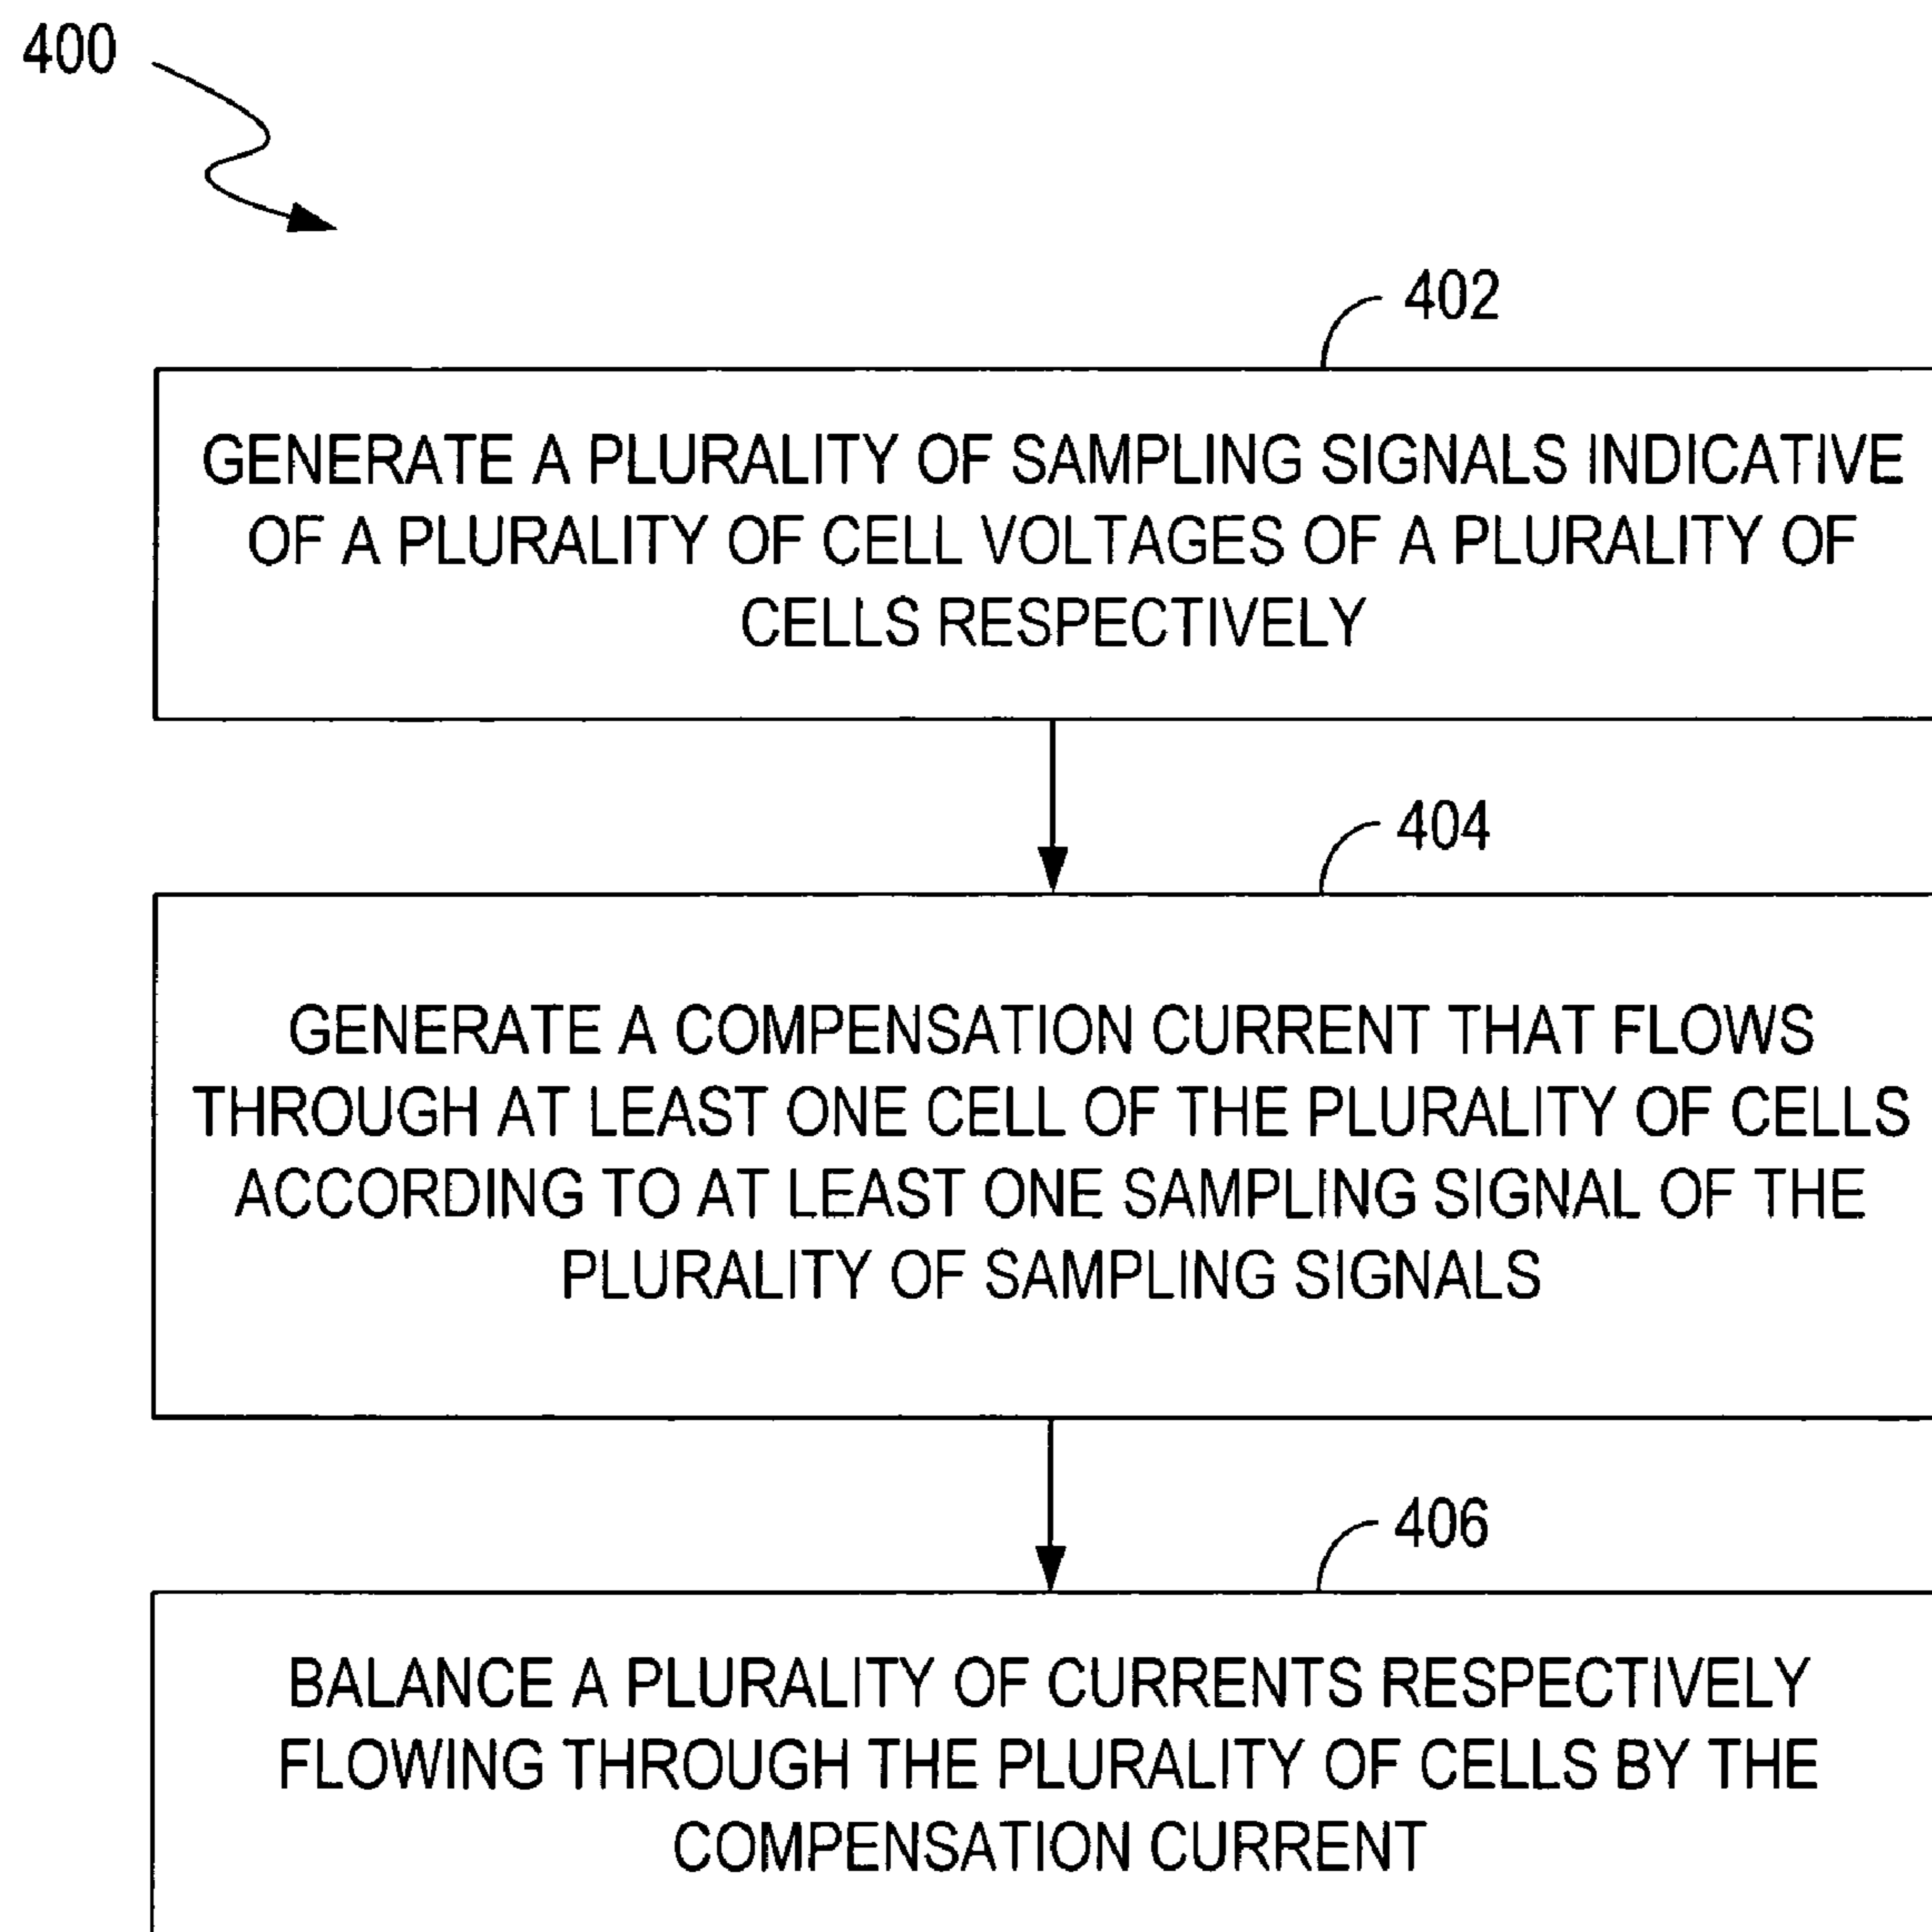 400
402
GENERATE A PLURALITY OF SAMPLING SIGNALS INDICATIVE
OF A PLURALITY OF CELL VOLTAGES OF A PLURALITY OF
CELLS RESPECTIVELY
404
GENERATE A COMPENSATION CURRENT THAT FLOWS
THROUGH AT LEAST ONE CELL OF THE PLURALITY OF CELLS
ACCORDING TO AT LEAST ONE SAMPLING SIGNAL OF THE
PLURALITY OF SAMPLING SIGNALS
406
BALANCE A PLURALITY OF CURRENTS RESPECTIVELY
FLOWING THROUGH THE PLURALITY OF CELLS BY THE
COMPENSATION CURRENT